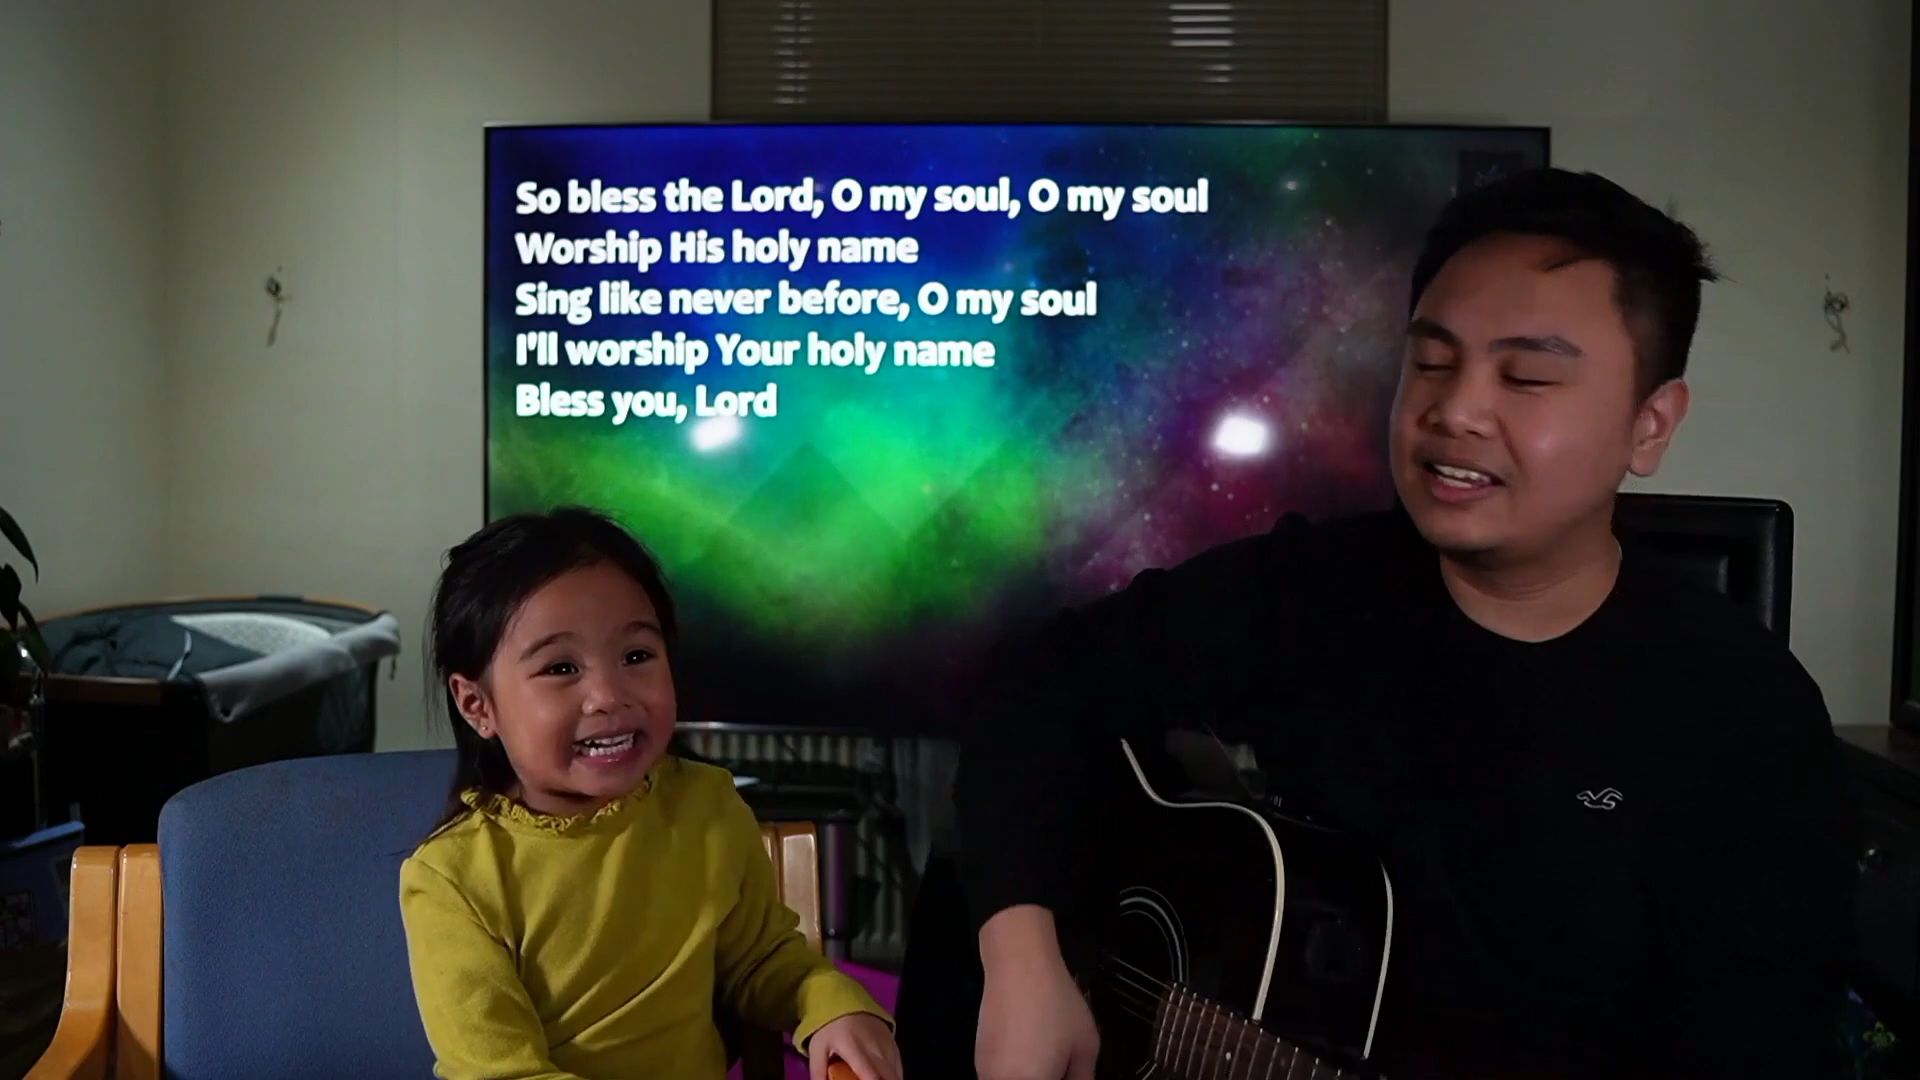 So bless the Lord, O my soul, O my soul
Worship His holy name
Sing like never before, O my soul
I'll worship Your holy name
Bless you, Lord